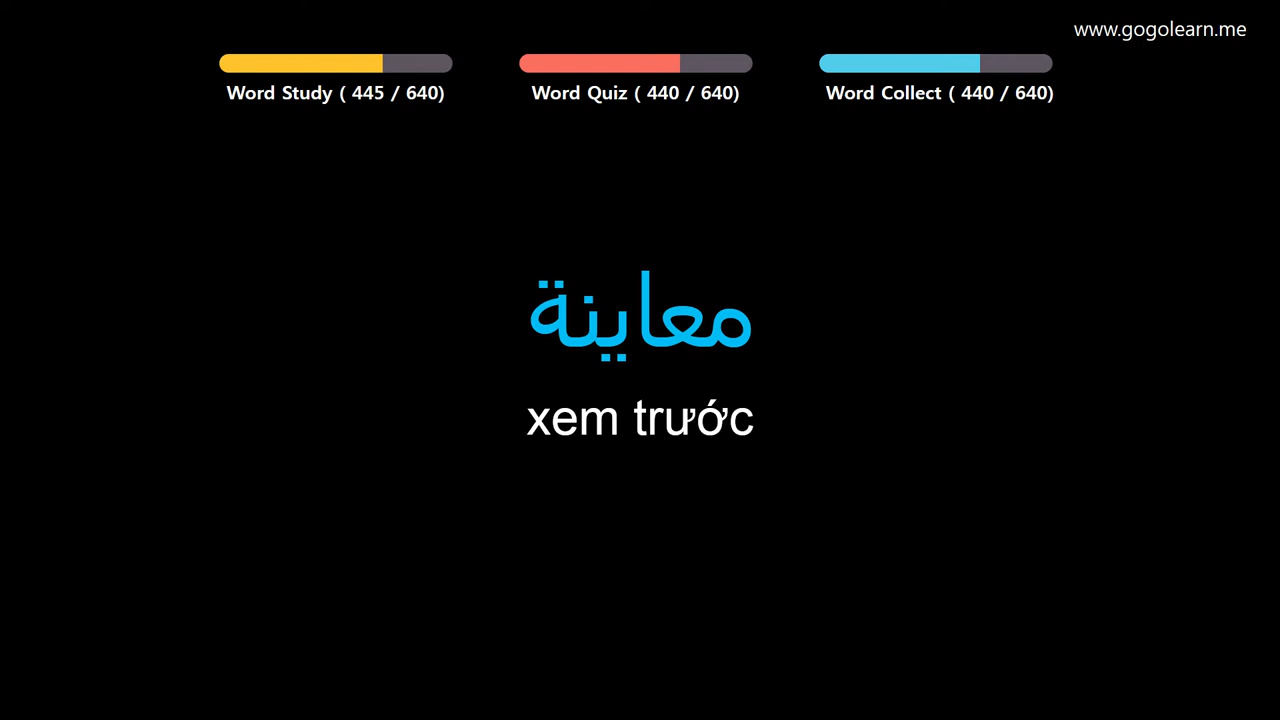 www.gogolearn.me
Word Study ( 445 / 640)
Word Quiz ( 440 / 640)
Word Collect ( 440 / 640)
معاينة
xem trước